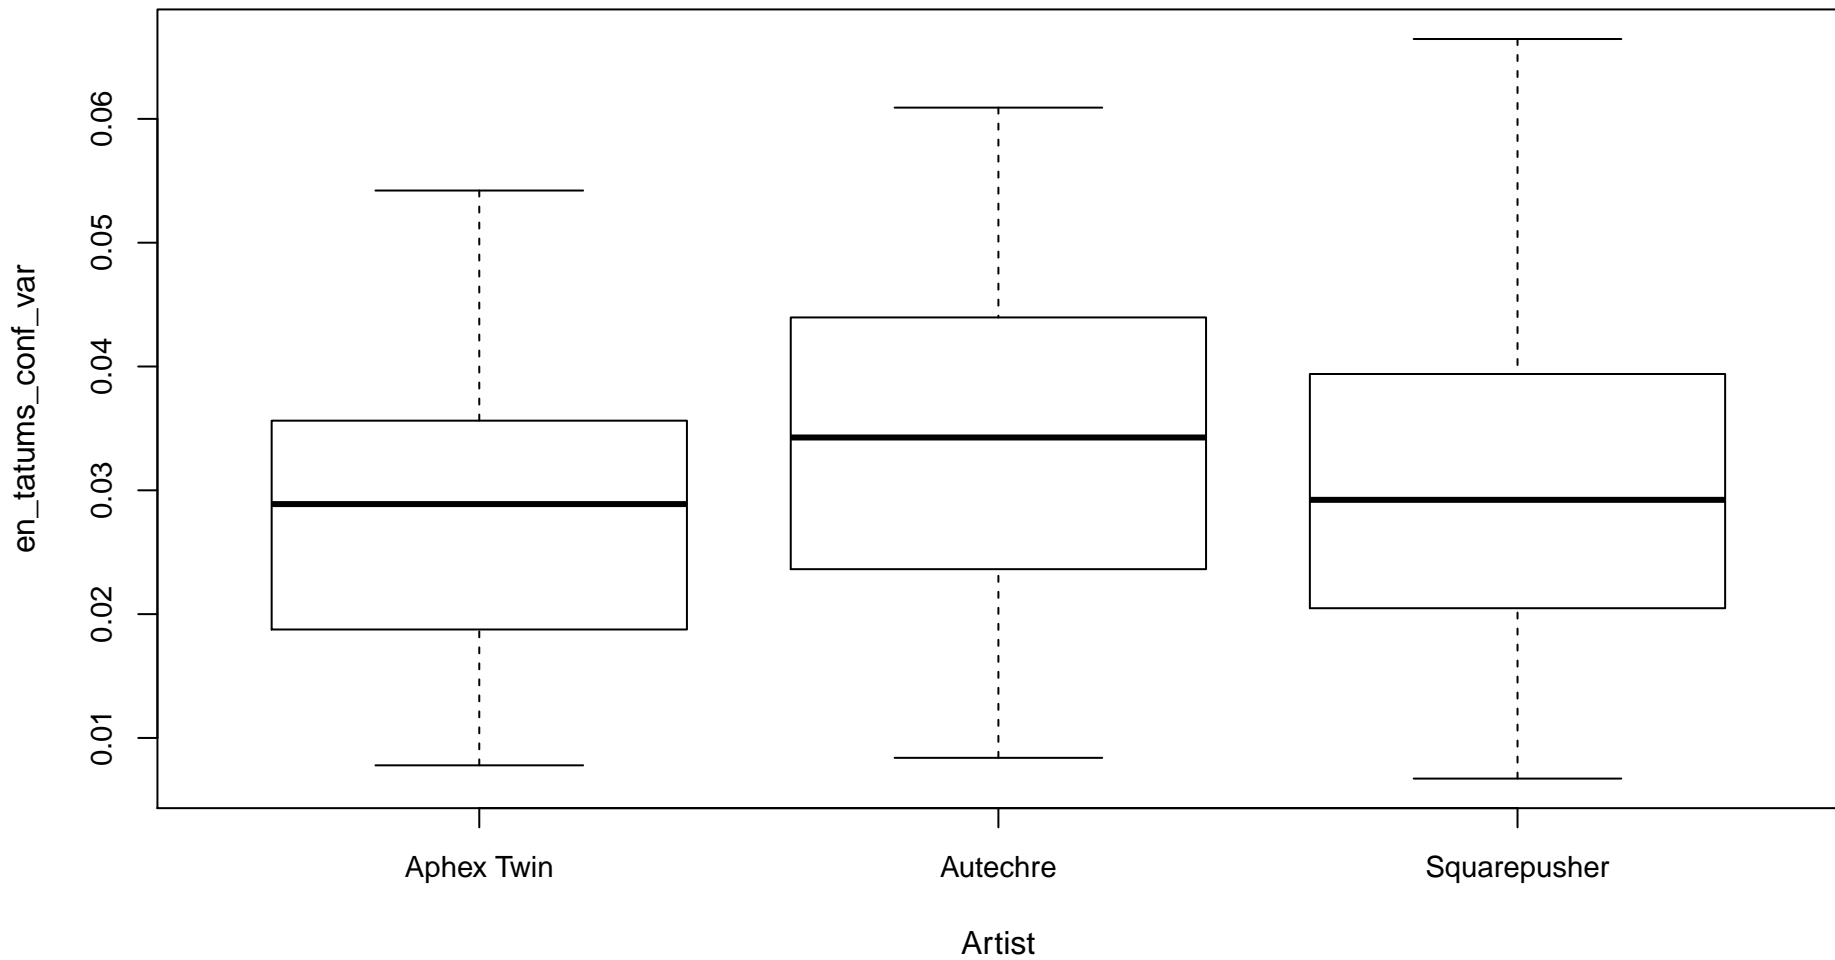 en_tatums_conf_var
0.06
0.05
0.04
0.03
0.02
0.01
Aphex Twin
Autechre
Squarepusher
Artist